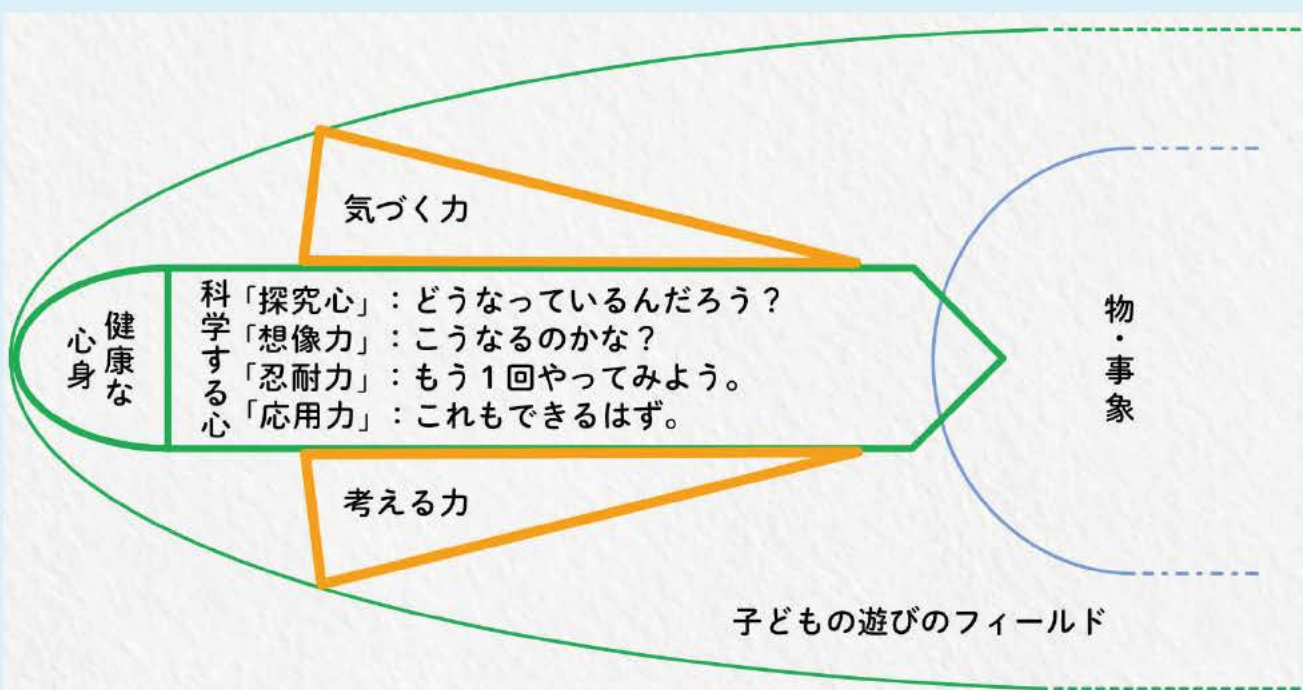 気づく力
健康な
心身
科学する心
「探究心」：どうなっているんだろう？
「想像力」：こうなるのかな？
「忍耐力」：もう1回やってみよう。
「応用力」：これもできるはず。
物・事象
考える力
子どもの遊びのフィールド